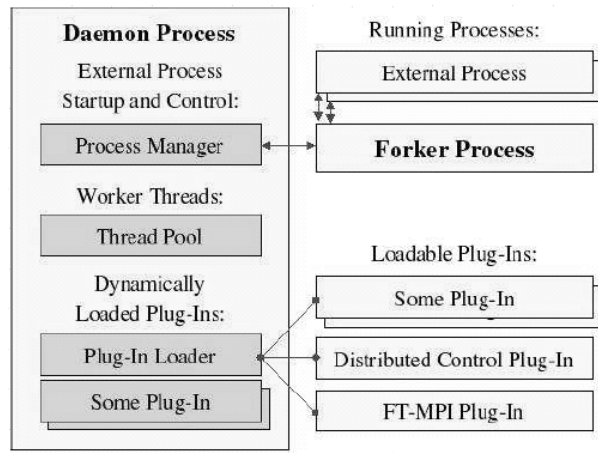 Daemon Process
External Process
Startup and Control:
Process Manager
Worker Threads:
Thread Pool
Dynamically
Loaded Plug-Ins:
Plug-In Loader
Some Plug-In
Running Processes:
External Process
Forker Process
Loadable Plug-Ins:
Some Plug-In
Distributed Control Plug-In
FT-MPI Plug-In